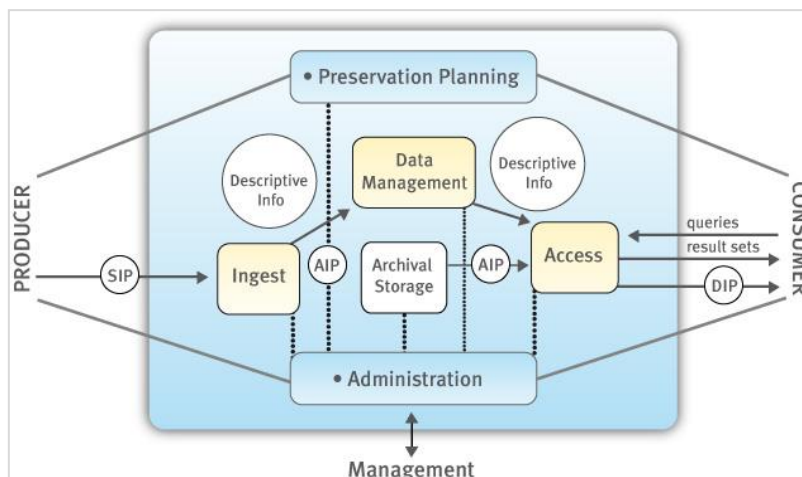 • Preservation Planning
Descriptive
Info
Data
Management
Descriptive
Info
PRODUCER
CONSUMER
SIP
Ingest
AIP
Archival
Storage
AIP
Access
queries
result sets
DIP
• Administration
Management